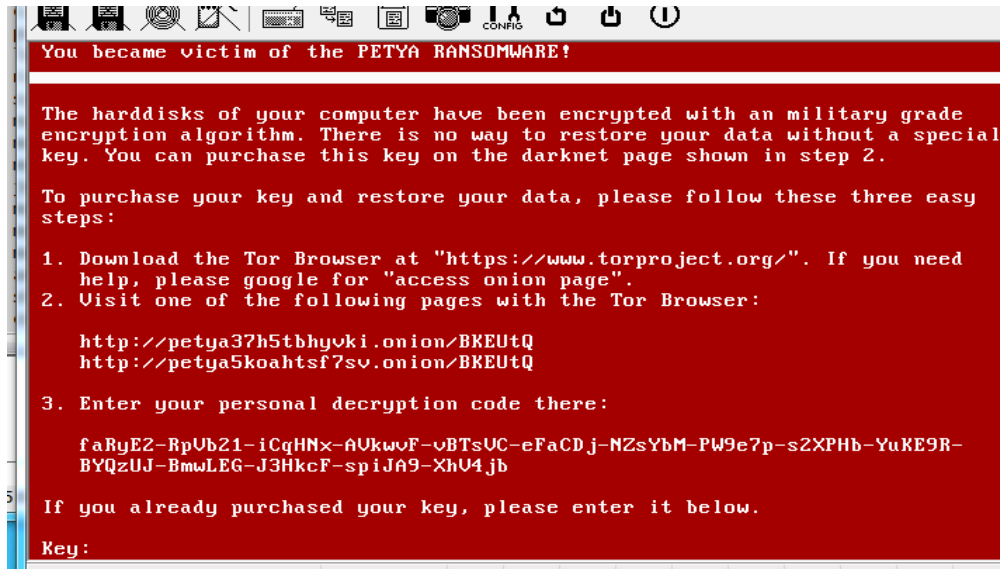 CONFIG
You became victim of the PETYA RANSOMWARE!
The harddisks of your computer have been encrypted with an military grade
encryption algorithm. There is no way to restore your data without a special
key. You can purchase this key on the darknet page shown in step 2.
To purchase your key and restore your data, please follow these three easy
steps:
1. Download the Tor Browser at "https://www.torproject.org/". If you need
help, please google for "access onion page".
2. Visit one of the following pages with the Tor Browser:
http://petya37h5tbhyvki.onion/BKEUtQ
http://petya5koahtsf7sv.onion/BKEUtQ
3. Enter your personal decryption code there:
faRyE2-RpVb21-iCqHNx-AVkwvF-vBTsVC-eFaCDj-NZsYbM-PW9e7p-s2XPHb-YuKE9R-
BYQzUJ-BmwLEG-J3HkcF-spiJA9-XhV4jb
If you already purchased your key, please enter it below.
Key: